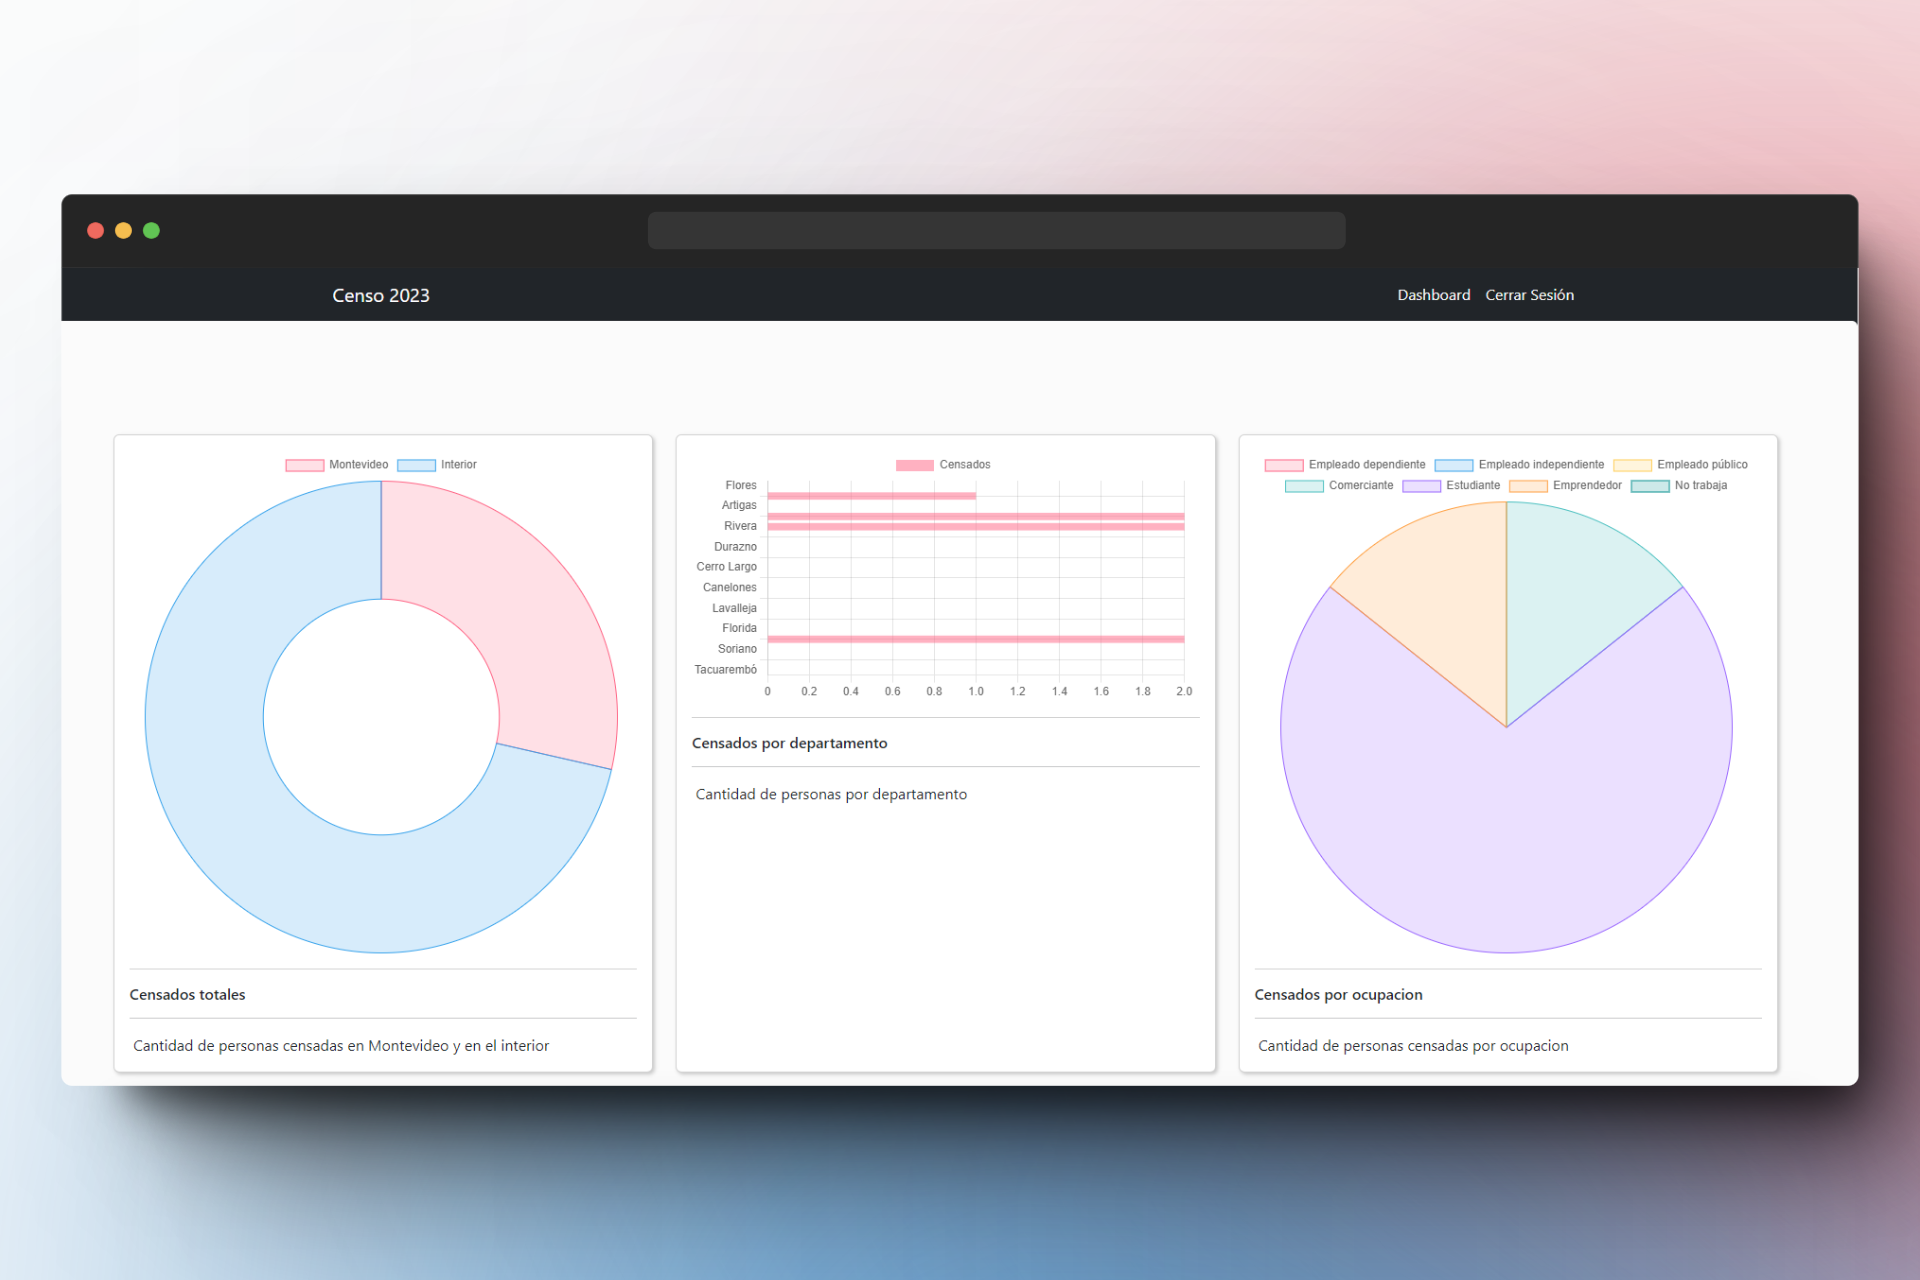 Censo 2023
Dashboard Cerrar Sesión
Montevideo Interior
Censados totales
Cantidad de personas censadas en Montevideo y en el interior
Censados
Flores
Artigas
Rivera
Durazno
Cerro Largo
Canelones
Lavalleja
Florida
Soriano
Tacuarembó
0 0.2 0.4 0.6 0.8 1.0 1.2 1.4 1.6 1.8 2.0
Censados por departamento
Cantidad de personas por departamento
Empleado dependiente Empleado independiente Empleado público
Comerciante Estudiante Emprendedor No trabaja
Censados por ocupacion
Cantidad de personas censadas por ocupacion